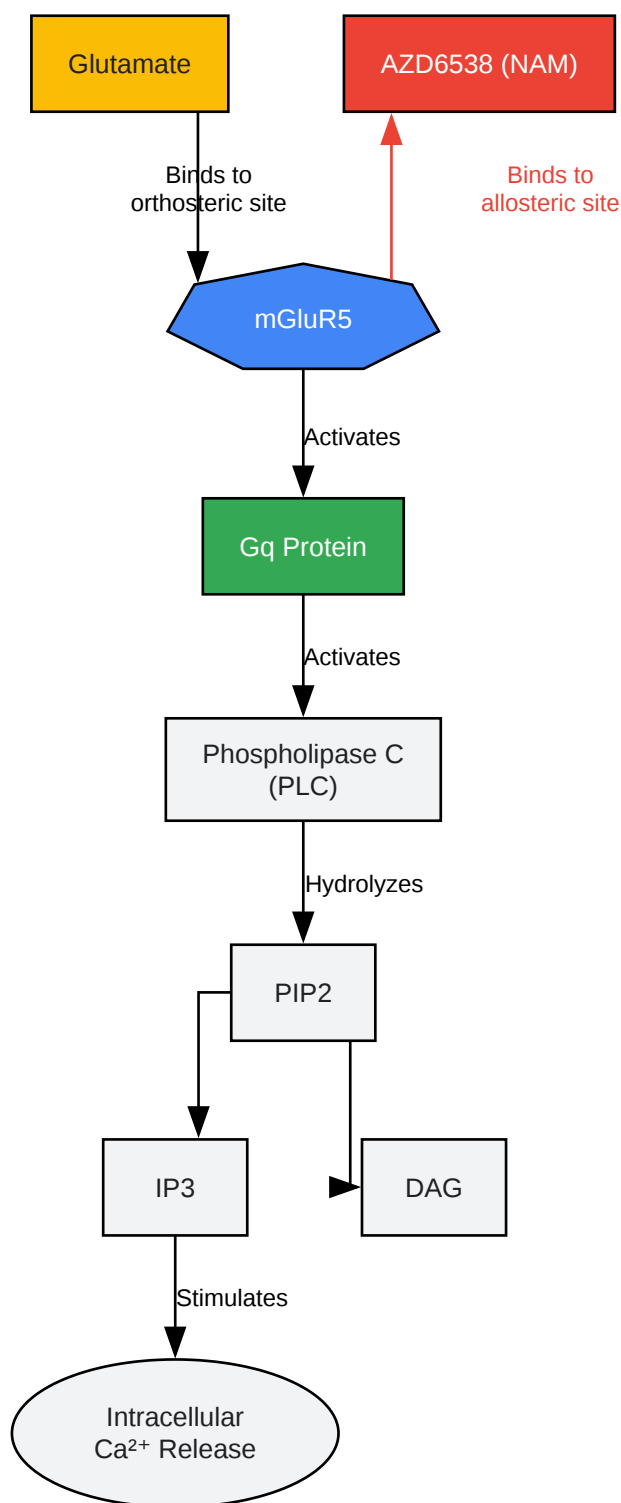 Glutamate
AZD6538 (NAM)
Binds to
orthosteric site
Binds to
allosteric site
mGluR5
Activates
Gq Protein
Activates
Phospholipase C
(PLC)
Hydrolyzes
PIP2
IP3
DAG
Stimulates
Intracellular
Ca²⁺ Release